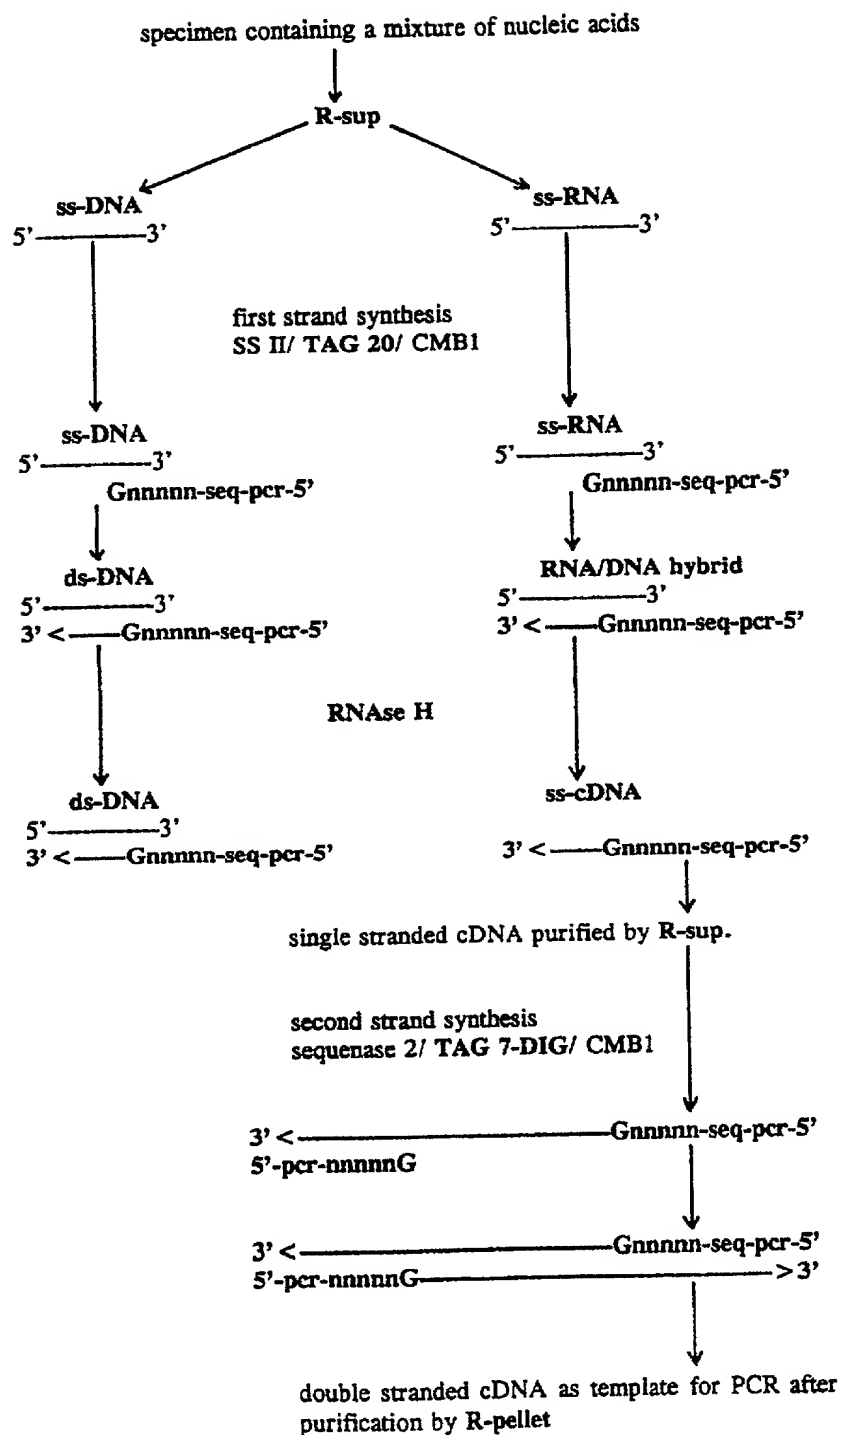 specimen containing a mixture of nucleic acids
R-sup
ss-DNA
5’ 3’
ss-RNA
5’ 3’
first strand synthesis
SS II/ TAG 20/ CMB1
ss-DNA
5’ 3’
Gnnnnn-seq-pcr-5’
ss-RNA
5’ 3’
Gnnnnn-seq-pcr-5’
ds-DNA
5’ 3’
3’ < Gnnnnn-seq-pcr-5’
RNA/DNA hybrid
5’ 3’
3’ < Gnnnnn-seq-pcr-5’
RNAse H
ds-DNA
5’ 3’
3’ < Gnnnnn-seq-pcr-5’
ss-cDNA
3’ < Gnnnnn-seq-pcr-5’
single stranded cDNA purified by R-sup.
second strand synthesis
sequenase 2/ TAG 7-DIG/ CMB1
3’ < Gnnnnn-seq-pcr-5’
5’-pcr-nnnnnG
3’ < Gnnnnn-seq-pcr-5’
5’-pcr-nnnnnG > 3’
double stranded cDNA as template for PCR after
purification by R-pellet